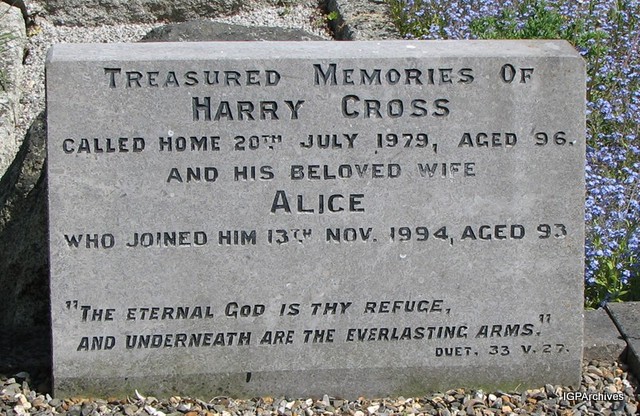 Treasured Memories Of
Harry Cross
called home 20th July 1979, aged 96.
and his beloved wife
Alice
who joined him 13th Nov. 1994, aged 93
"The eternal God is thy refuge,
and underneath are the everlasting arms."
Duet. 33 v. 27.
IGPArchives